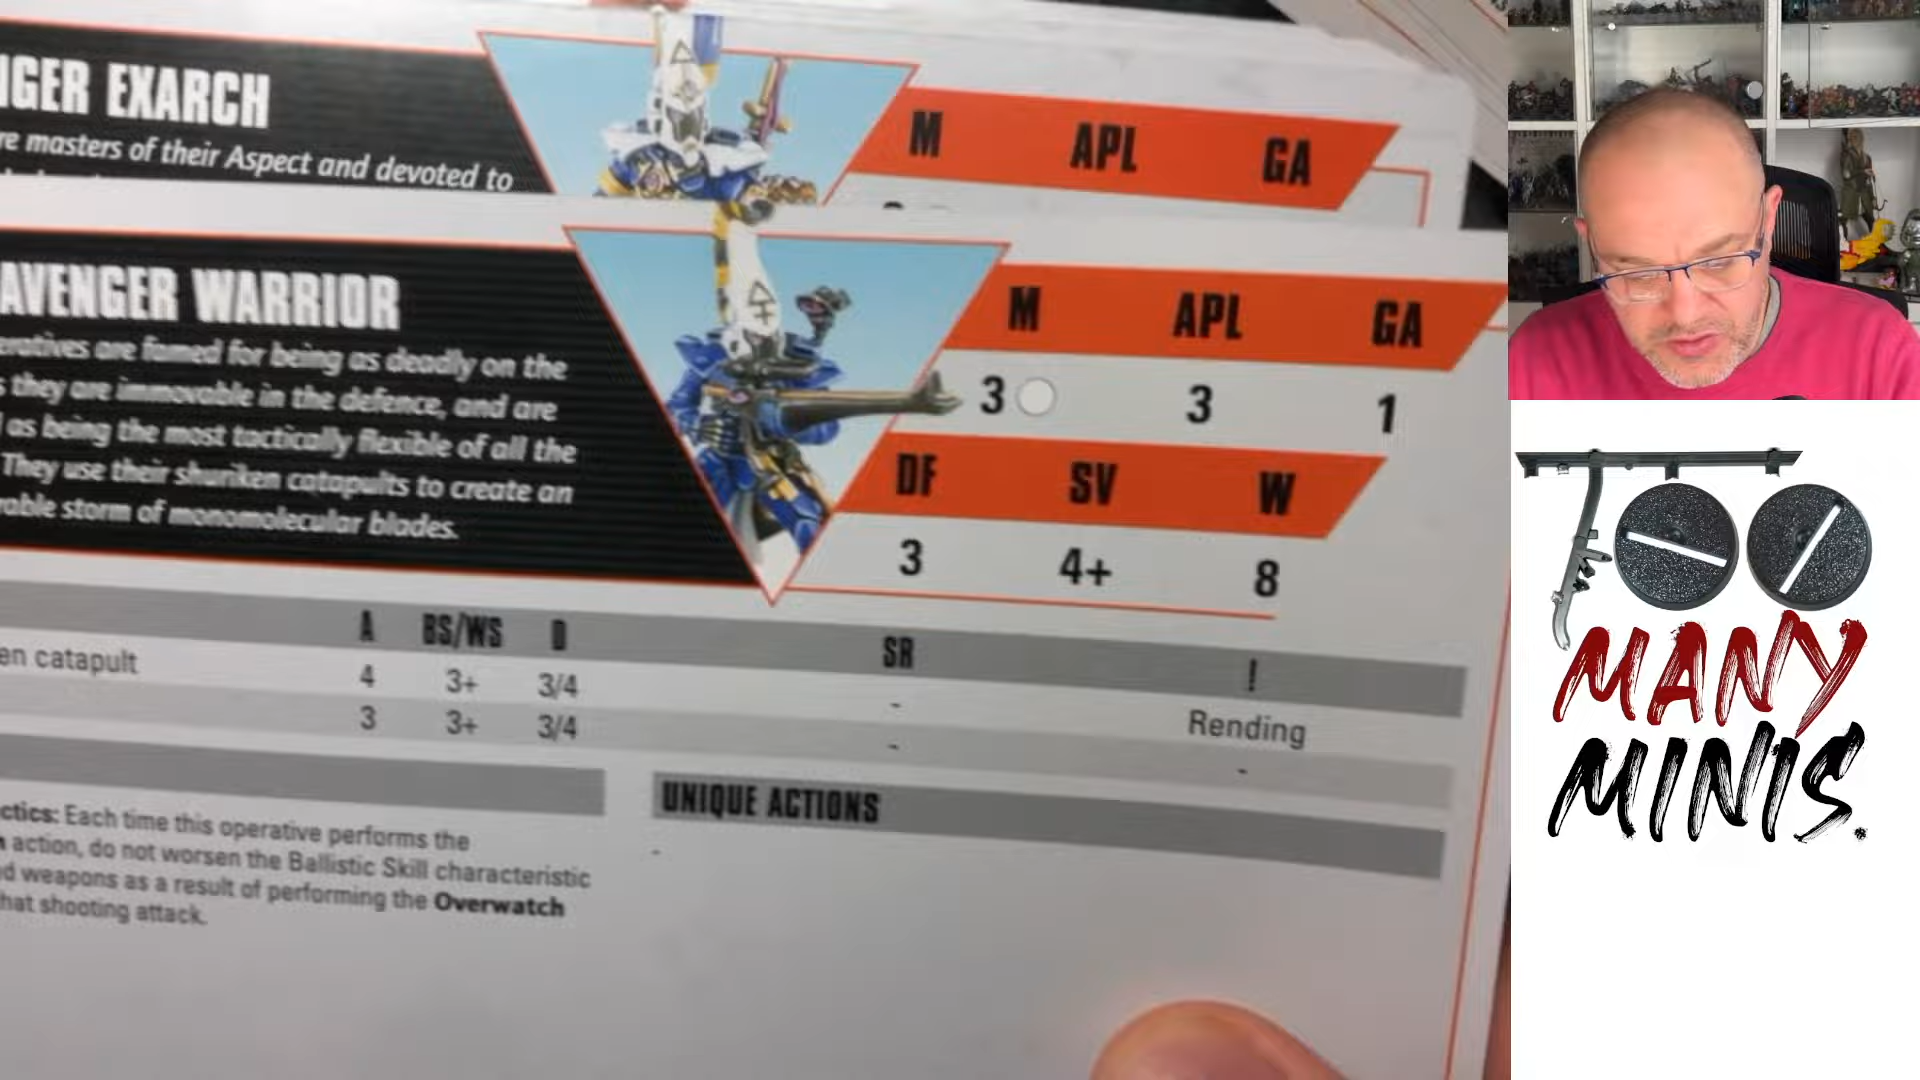 NGER EXARCH
re masters of their Aspect and devoted to
M APL GA
AVENGER WARRIOR
eratives are famed for being as deadly on the
s they are immovable in the defence, and are
as being the most tactically flexible of all the
They use their shuriken catapults to create an
rable storm of monomolecular blades.
M APL GA
3 3 1
DF SV W
3 4+ 8
A BS/WS D SR !
en catapult 4 3+ 3/4 - Rending
3 3+ 3/4 - -
UNIQUE ACTIONS
-
ctics: Each time this operative performs the
action, do not worsen the Ballistic Skill characteristic
d weapons as a result of performing the Overwatch
hat shooting attack.
TOO
MANY
MINIS.